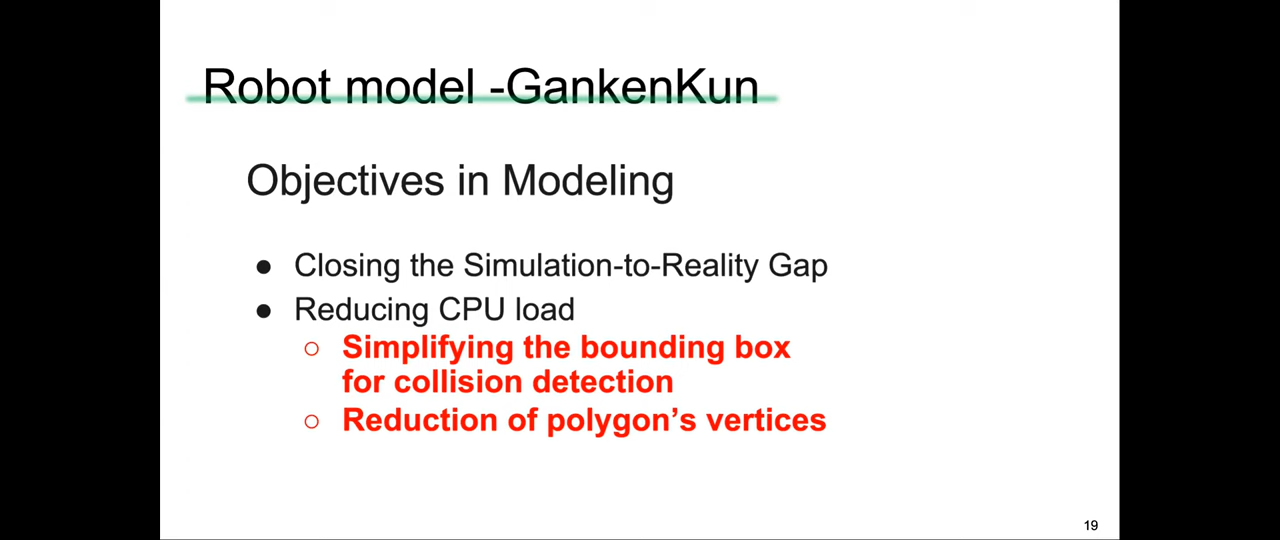 Robot model -GankenKun
Objectives in Modeling
● Closing the Simulation-to-Reality Gap
● Reducing CPU load
○ Simplifying the bounding box
for collision detection
○ Reduction of polygon’s vertices
19